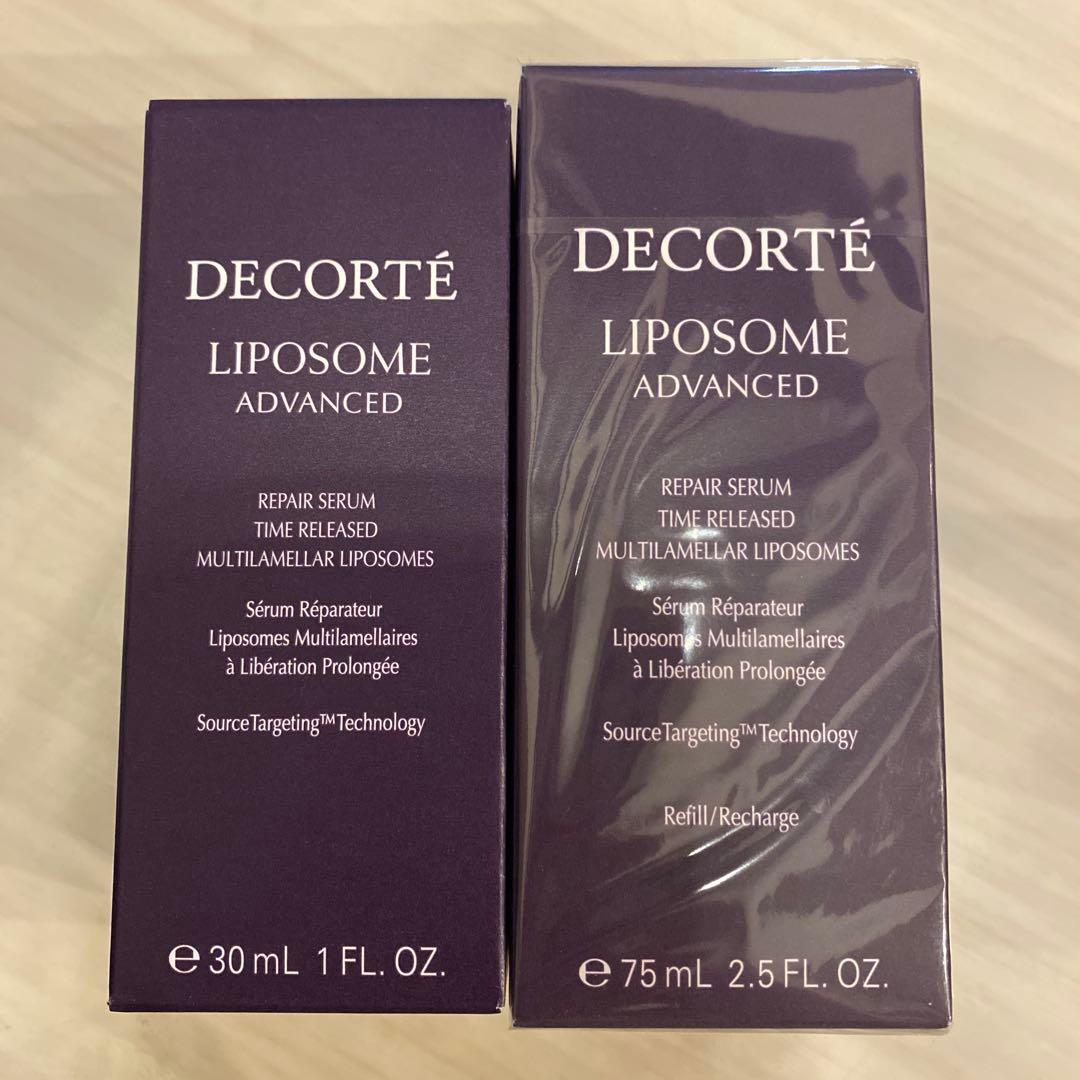 DECORTÉ
LIPOSOME
ADVANCED
REPAIR SERUM
TIME RELEASED
MULTILAMELLAR LIPOSOMES
Sérum Réparateur
Liposomes Multilamellaires
à Libération Prolongée
SourceTargeting™Technology
℮ 30 mL 1 FL. OZ.
DECORTÉ
LIPOSOME
ADVANCED
REPAIR SERUM
TIME RELEASED
MULTILAMELLAR LIPOSOMES
Sérum Réparateur
Liposomes Multilamellaires
à Libération Prolongée
SourceTargeting™Technology
Refill/Recharge
℮ 75 mL 2.5 FL. OZ.